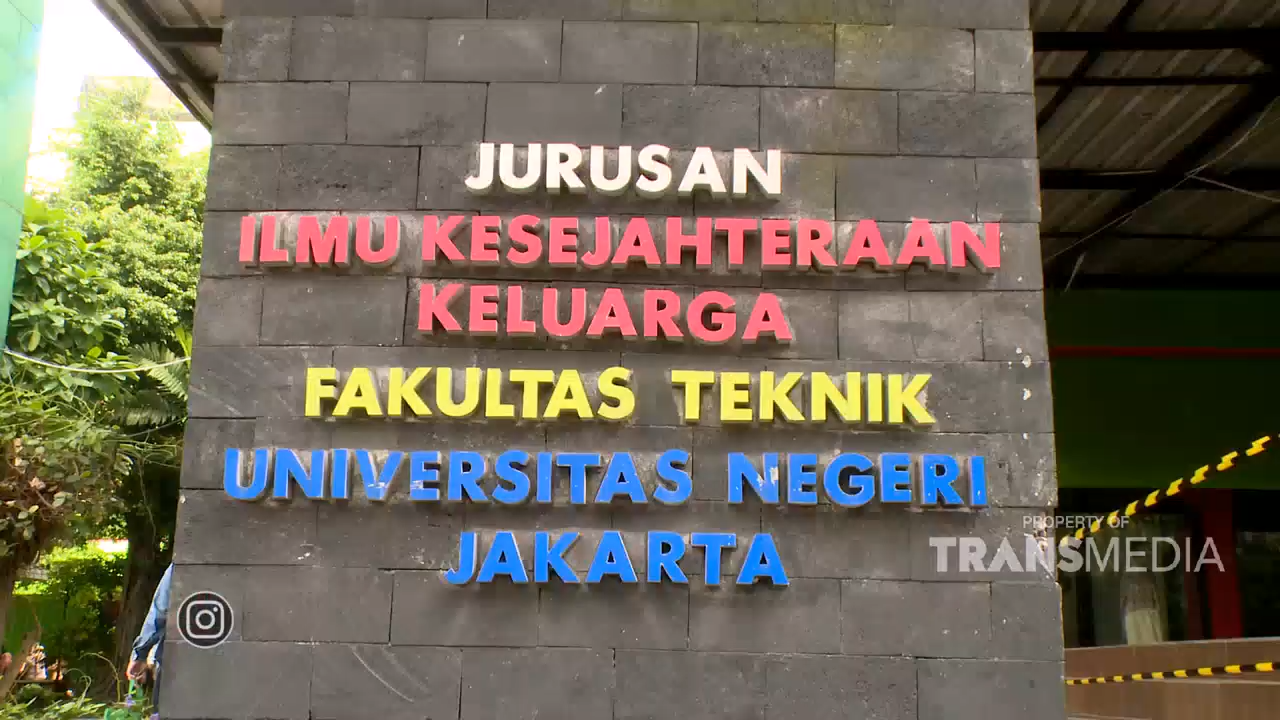 JURUSAN
ILMU KESEJAHTERAAN
KELUARGA
FAKULTAS TEKNIK
UNIVERSITAS NEGERI
JAKARTA
PROPERTY OF
TRANSMEDIA